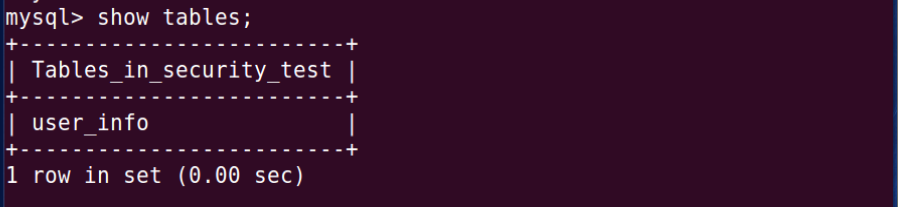 mysql> show tables;
+-------------------------+
| Tables_in_security_test |
+-------------------------+
| user_info               |
+-------------------------+
1 row in set (0.00 sec)